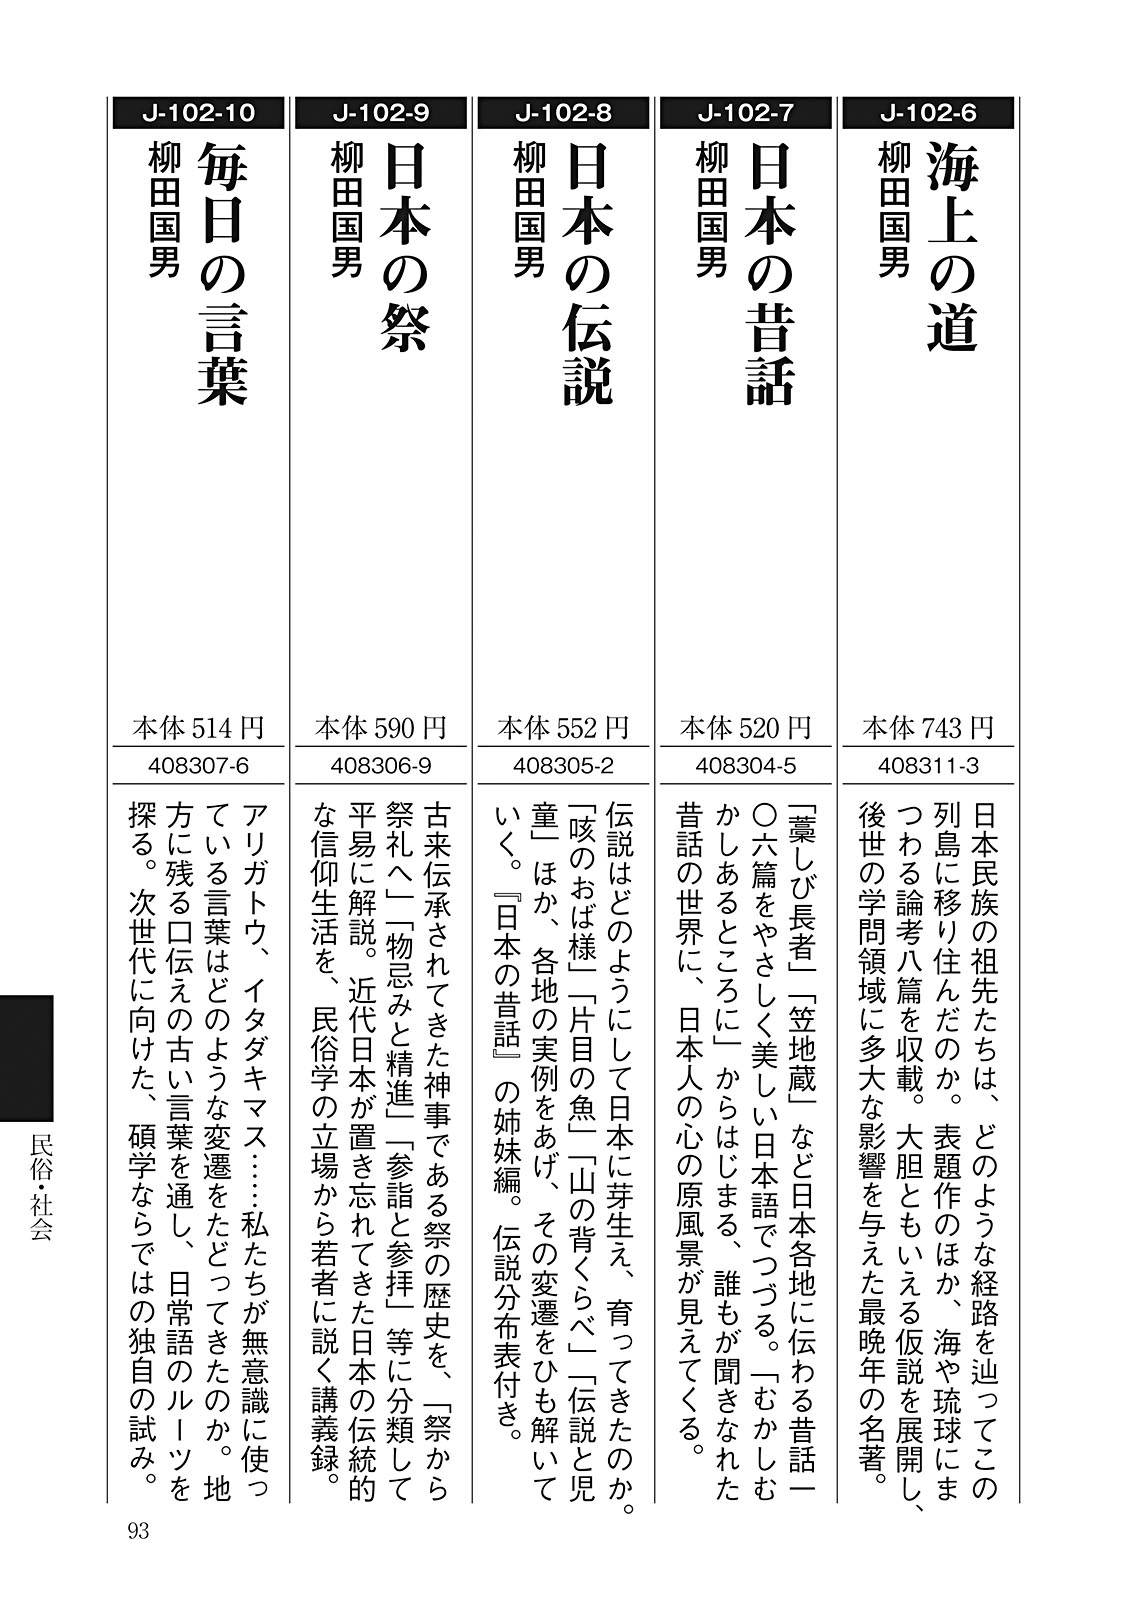 J-102-6
海上の道
柳田国男
本体743円
408311-3
日本民族の祖先たちは、どのような経路を辿ってこの
列島に移り住んだのか。表題作のほか、海や琉球にま
つわる論考八篇を収載。大胆ともいえる仮説を展開し、
後世の学問領域に多大な影響を与えた最晩年の名著。
J-102-7
日本の昔話
柳田国男
本体520円
408304-5
「藁しび長者」「笠地蔵」など日本各地に伝わる昔話一
〇六篇をやさしく美しい日本語でつづる。「むかしむ
かしあるところに」からはじまる、誰もが聞きなれた
昔話の世界に、日本人の心の原風景が見えてくる。
J-102-8
日本の伝説
柳田国男
本体552円
408305-2
伝説はどのようにして日本に芽生え、育ってきたのか。
「咳のおば様」「片目の魚」「山の背くらべ」「伝説と児
童」ほか、各地の実例をあげ、その変遷をひも解いて
いく。『日本の昔話』の姉妹編。伝説分布表付き。
J-102-9
日本の祭
柳田国男
本体590円
408306-9
古来伝承されてきた神事である祭の歴史を、「祭から
祭礼へ」「物忌みと精進」「参詣と参拝」等に分類して
平易に解説。近代日本が置き忘れてきた日本の伝統的
な信仰生活を、民俗学の立場から若者に説く講義録。
J-102-10
毎日の言葉
柳田国男
本体514円
408307-6
アリガトウ、イタダキマス……私たちが無意識に使っ
ている言葉はどのような変遷をたどってきたのか。地
方に残る口伝えの古い言葉を通し、日常語のルーツを
探る。次世代に向けた、碩学ならではの独自の試み。
民俗・社会
93